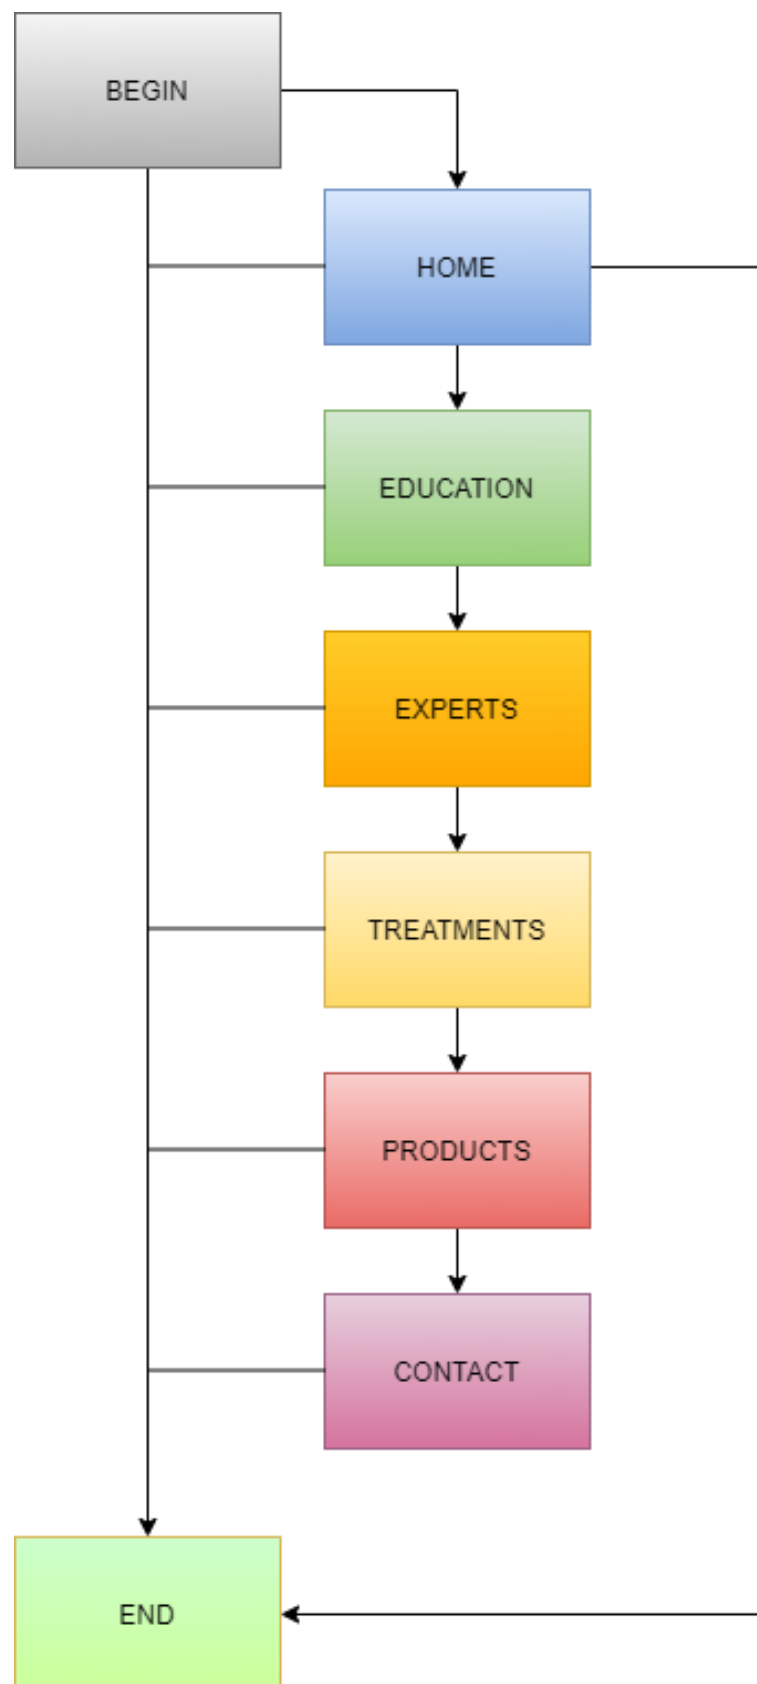 BEGIN
HOME
EDUCATION
EXPERTS
TREATMENTS
PRODUCTS
CONTACT
END